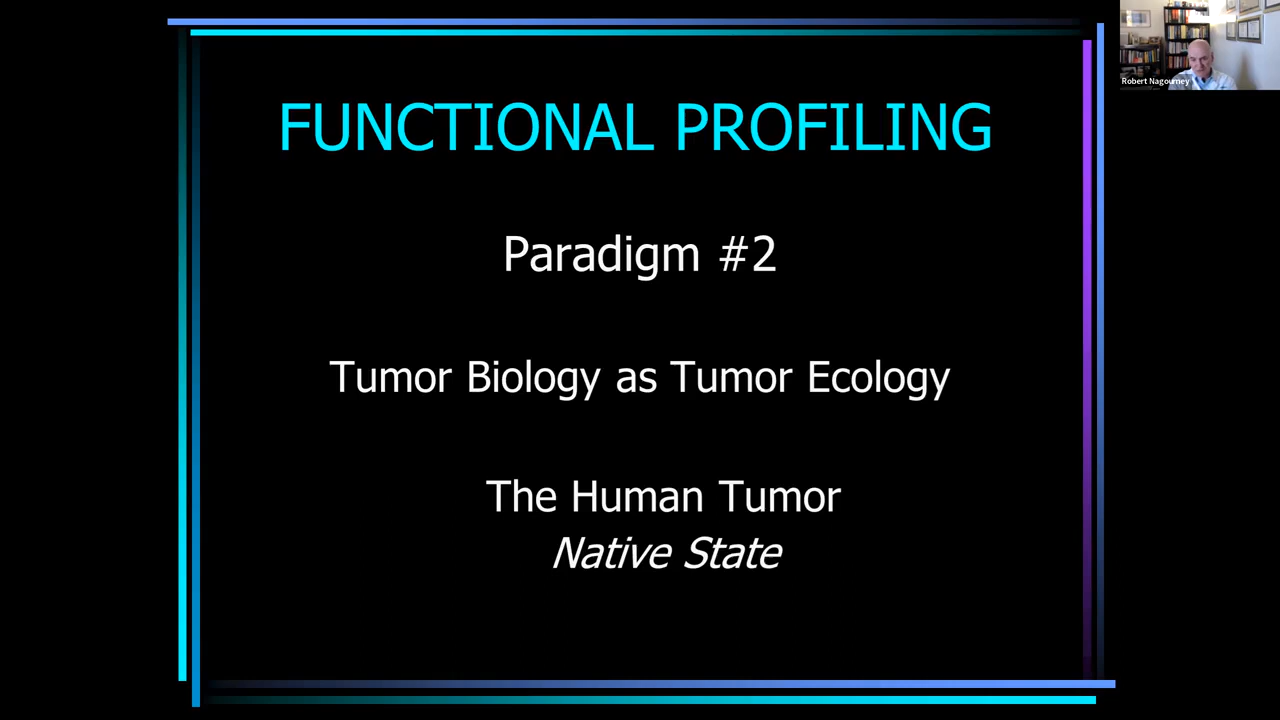 Robert Nagourney
FUNCTIONAL PROFILING
Paradigm #2
Tumor Biology as Tumor Ecology
The Human Tumor
Native State